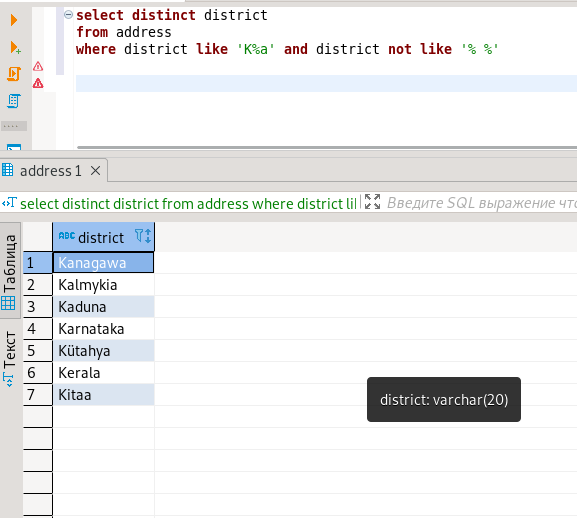 select distinct district
from address
where district like 'K%a' and district not like '% %'
address 1
select distinct district from address where district lil
Введите SQL выражение что
Таблица
Текст
ABC district
1 Kanagawa
2 Kalmykia
3 Kaduna
4 Karnataka
5 Kütahya
6 Kerala
7 Kitaa
district: varchar(20)